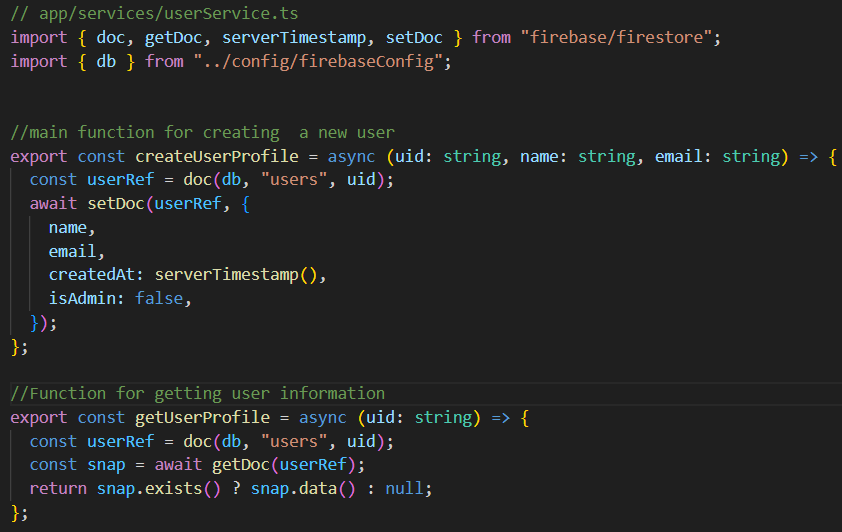 // app/services/userService.ts
import { doc, getDoc, serverTimestamp, setDoc } from "firebase/firestore";
import { db } from "../config/firebaseConfig";
//main function for creating  a new user
export const createUserProfile = async (uid: string, name: string, email: string) => {
  const userRef = doc(db, "users", uid);
  await setDoc(userRef, {
    name,
    email,
    createdAt: serverTimestamp(),
    isAdmin: false,
  });
};
//Function for getting user information
export const getUserProfile = async (uid: string) => {
  const userRef = doc(db, "users", uid);
  const snap = await getDoc(userRef);
  return snap.exists() ? snap.data() : null;
};